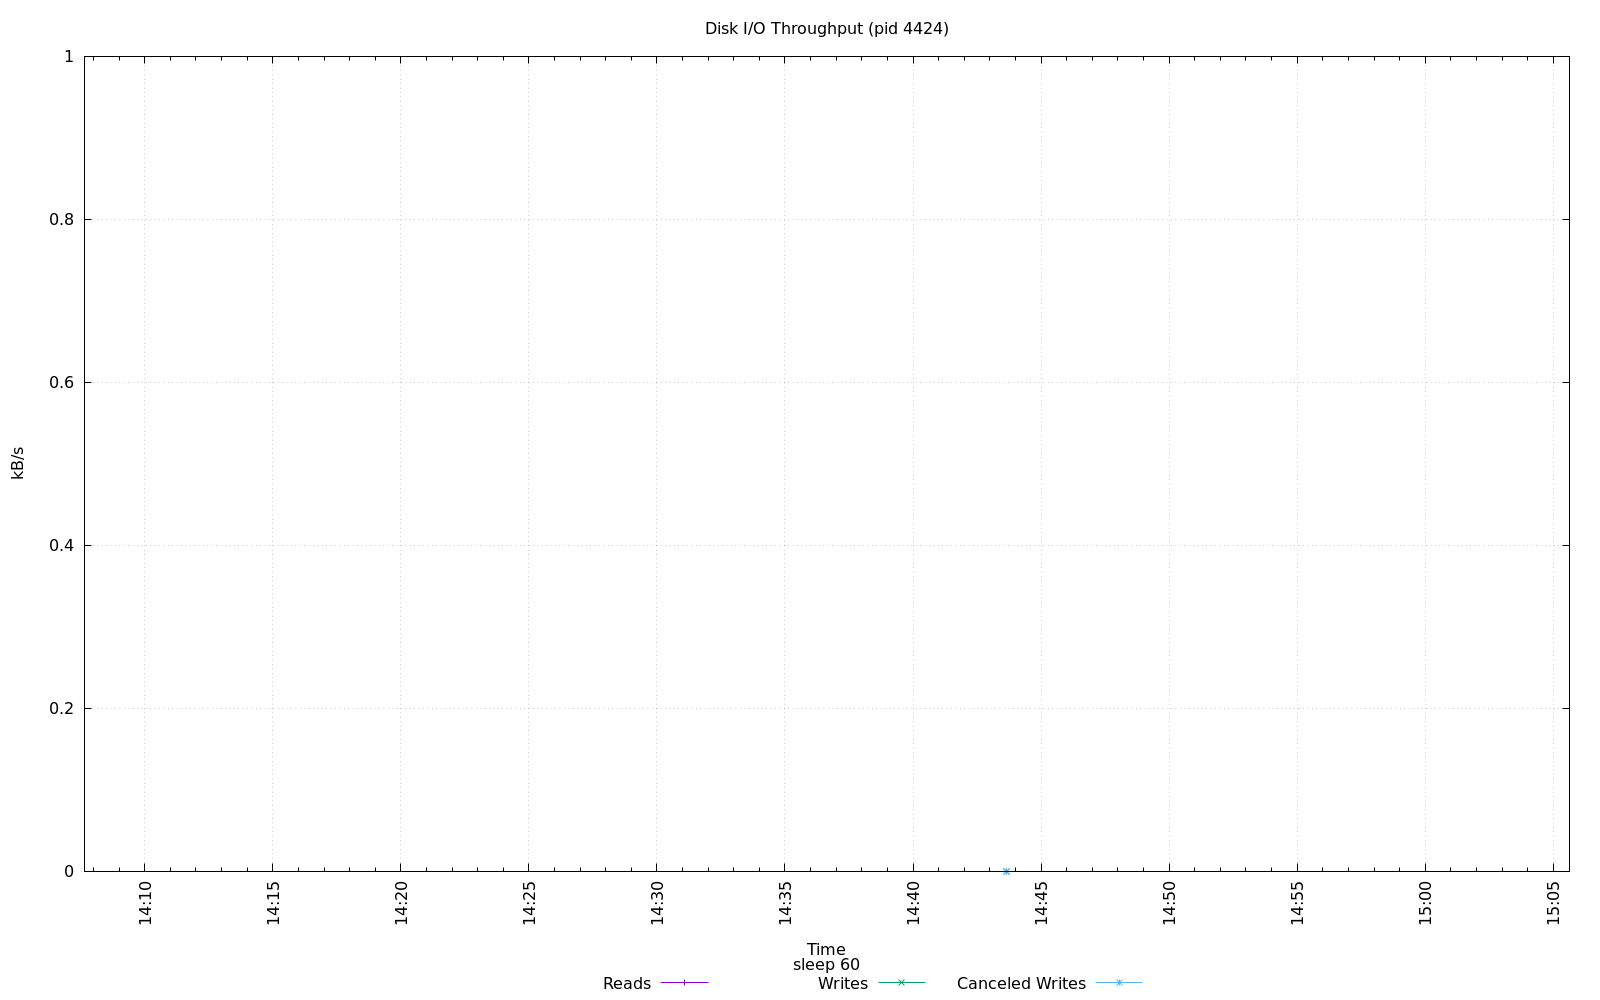 Disk I/O Throughput (pid 4424)
1
0.8
0.6
0.4
0.2
0
kB/s
14:10 14:15 14:20 14:25 14:30 14:35 14:40 14:45 14:50 14:55 15:00 15:05
Time
sleep 60
Reads Writes Canceled Writes